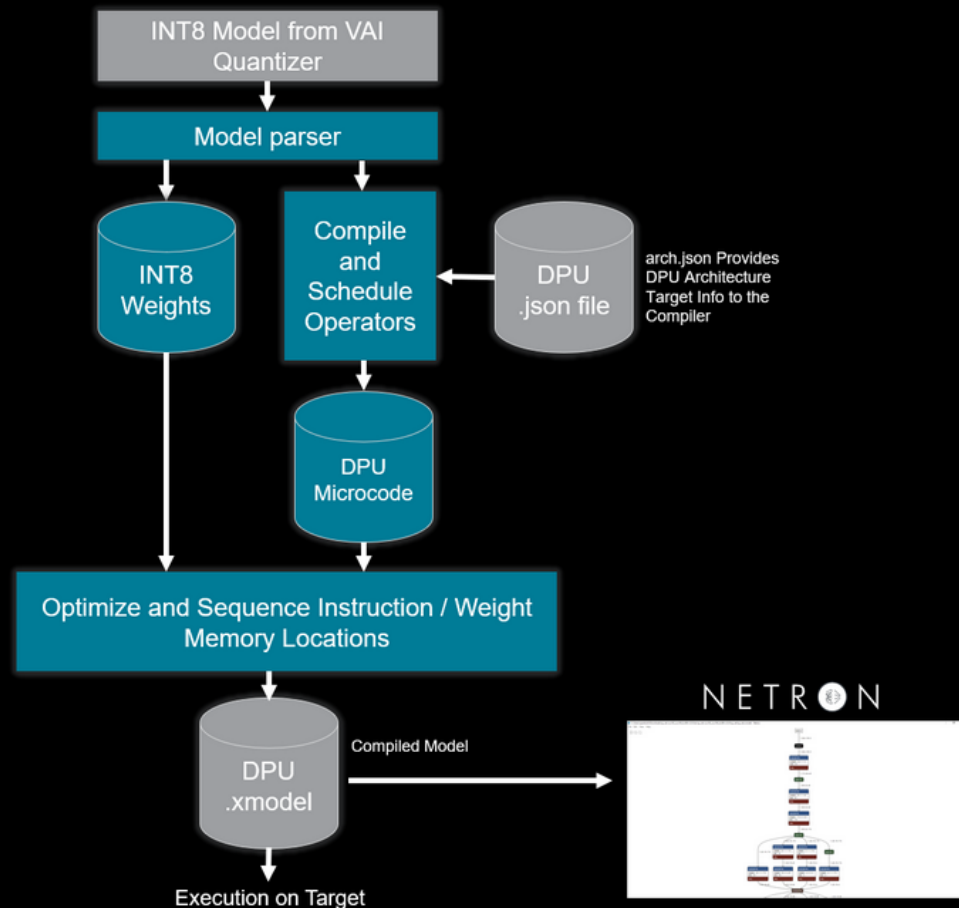 INT8 Model from VAI
Quantizer
Model parser
INT8
Weights
Compile
and
Schedule
Operators
DPU
.json file
arch.json Provides
DPU Architecture
Target Info to the
Compiler
DPU
Microcode
Optimize and Sequence Instruction / Weight
Memory Locations
DPU
.xmodel
Compiled Model
NETRON
Execution on Target